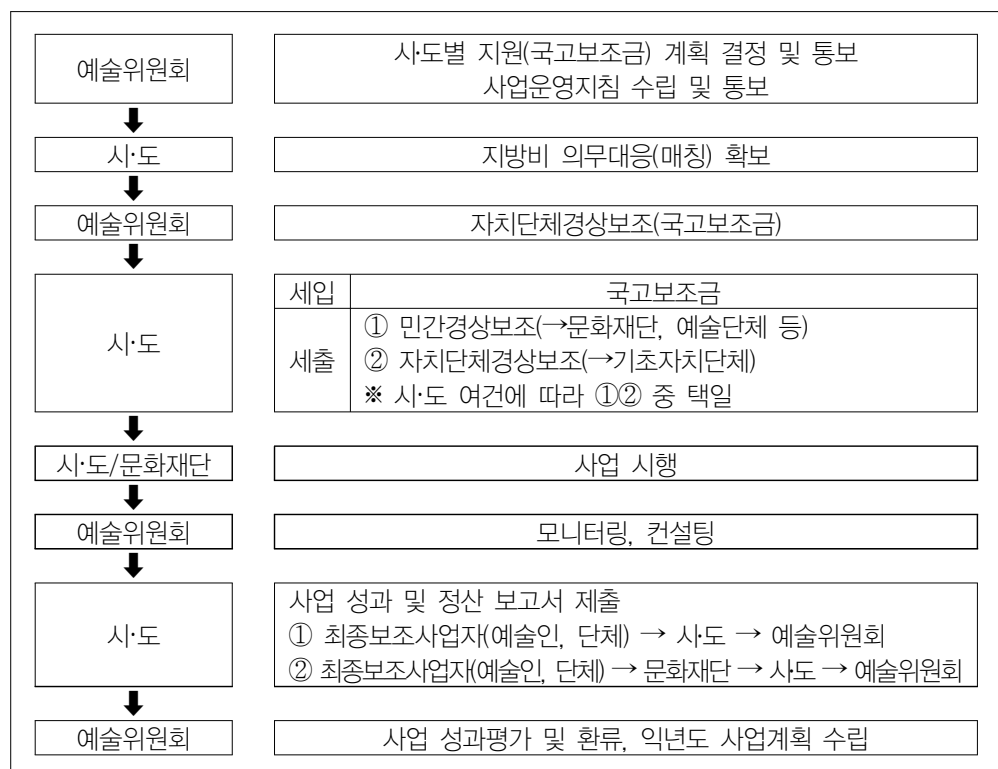 예술위원회
시·도별 지원(국고보조금) 계획 결정 및 통보
사업운영지침 수립 및 통보
시·도
지방비 의무대응(매칭) 확보
예술위원회
자치단체경상보조(국고보조금)
시·도
세입
국고보조금
세출
① 민간경상보조(→문화재단, 예술단체 등)
② 자치단체경상보조(→기초자치단체)
※ 시·도 여건에 따라 ①② 중 택일
시·도/문화재단
사업 시행
예술위원회
모니터링, 컨설팅
시·도
사업 성과 및 정산 보고서 제출
① 최종보조사업자(예술인, 단체) → 시·도 → 예술위원회
② 최종보조사업자(예술인, 단체) → 문화재단 → 시·도 → 예술위원회
예술위원회
사업 성과평가 및 환류, 익년도 사업계획 수립